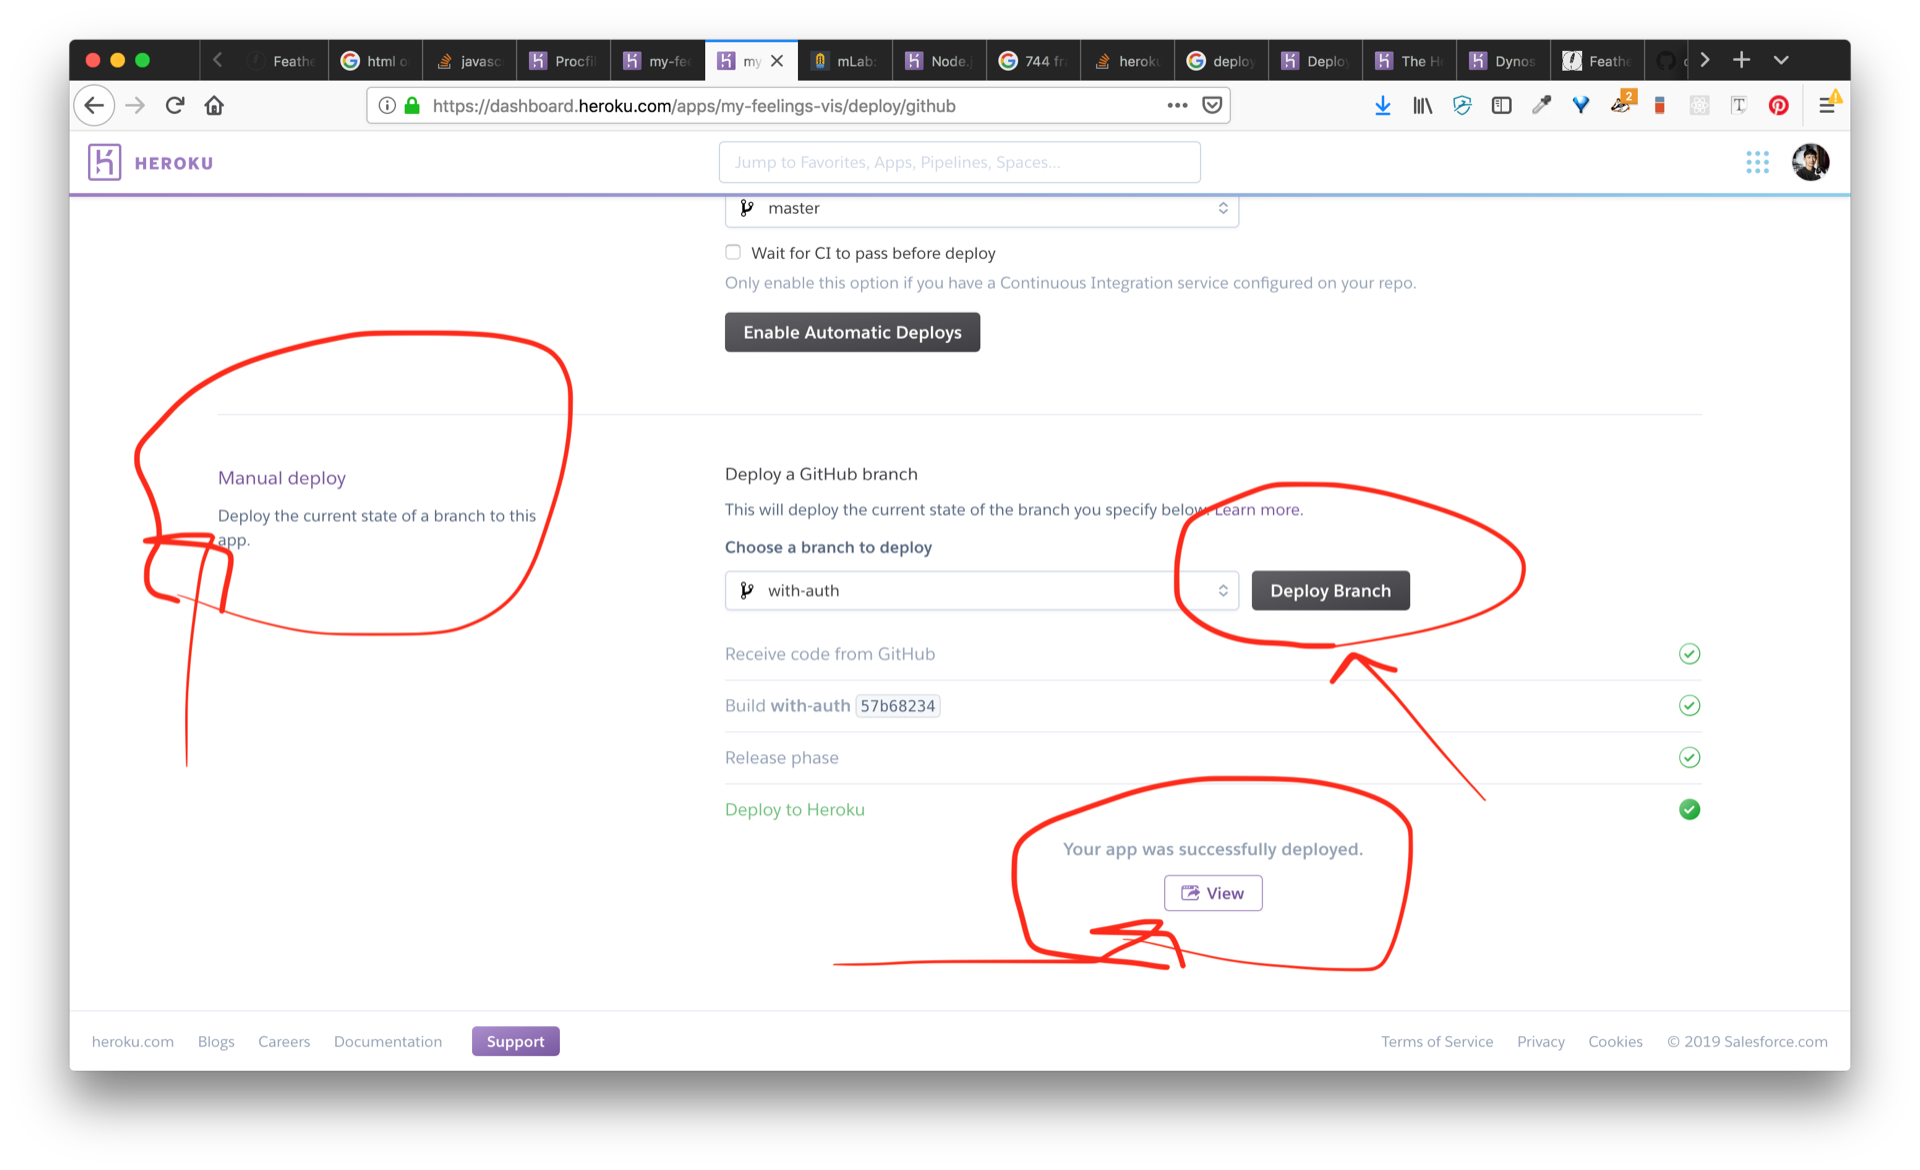 Feathe
html o
javasc
Procfil
my-fee
my
mLab:
Node.j
744 fra
heroku
deploy
Deploy
The He
Dynos
Feathe
https://dashboard.heroku.com/apps/my-feelings-vis/deploy/github
2
T
HEROKU
Jump to Favorites, Apps, Pipelines, Spaces...
master
Wait for CI to pass before deploy
Only enable this option if you have a Continuous Integration service configured on your repo.
Enable Automatic Deploys
Manual deploy
Deploy the current state of a branch to this
app.
Deploy a GitHub branch
This will deploy the current state of the branch you specify below. Learn more.
Choose a branch to deploy
with-auth
Deploy Branch
Receive code from GitHub
Build with-auth 57b68234
Release phase
Deploy to Heroku
Your app was successfully deployed.
View
heroku.com
Blogs
Careers
Documentation
Support
Terms of Service
Privacy
Cookies
© 2019 Salesforce.com